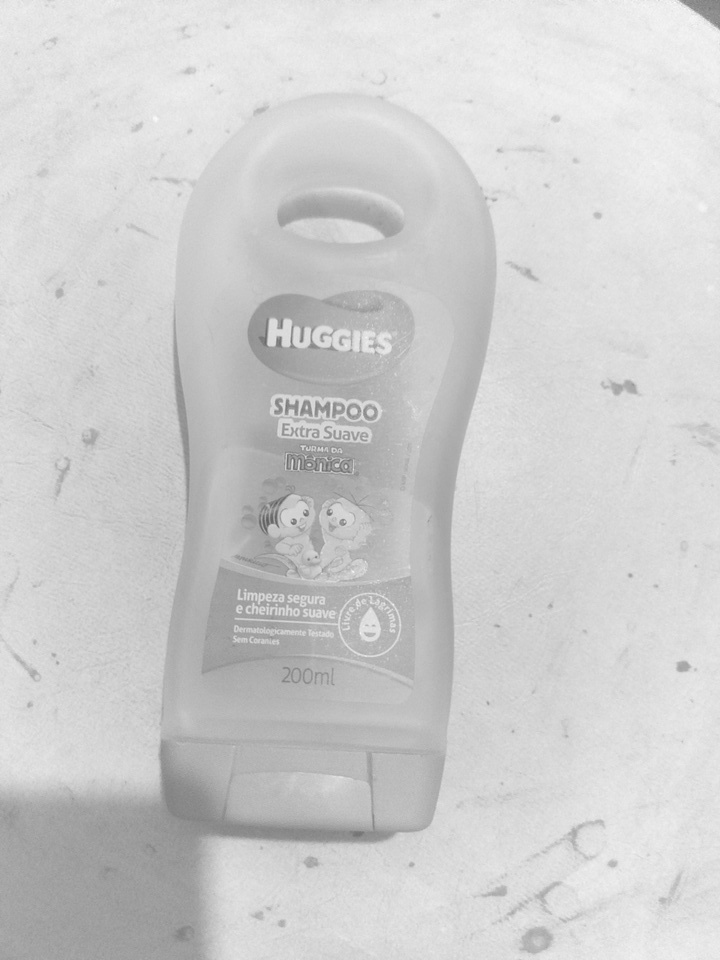 HUGGIES
SHAMPOO
Extra Suave
TURMA DA
Mônica
Limpeza segura
e cheirinho suave
Dermatologicamente Testado
Sem Corantes
Livre de Lágrimas
200ml